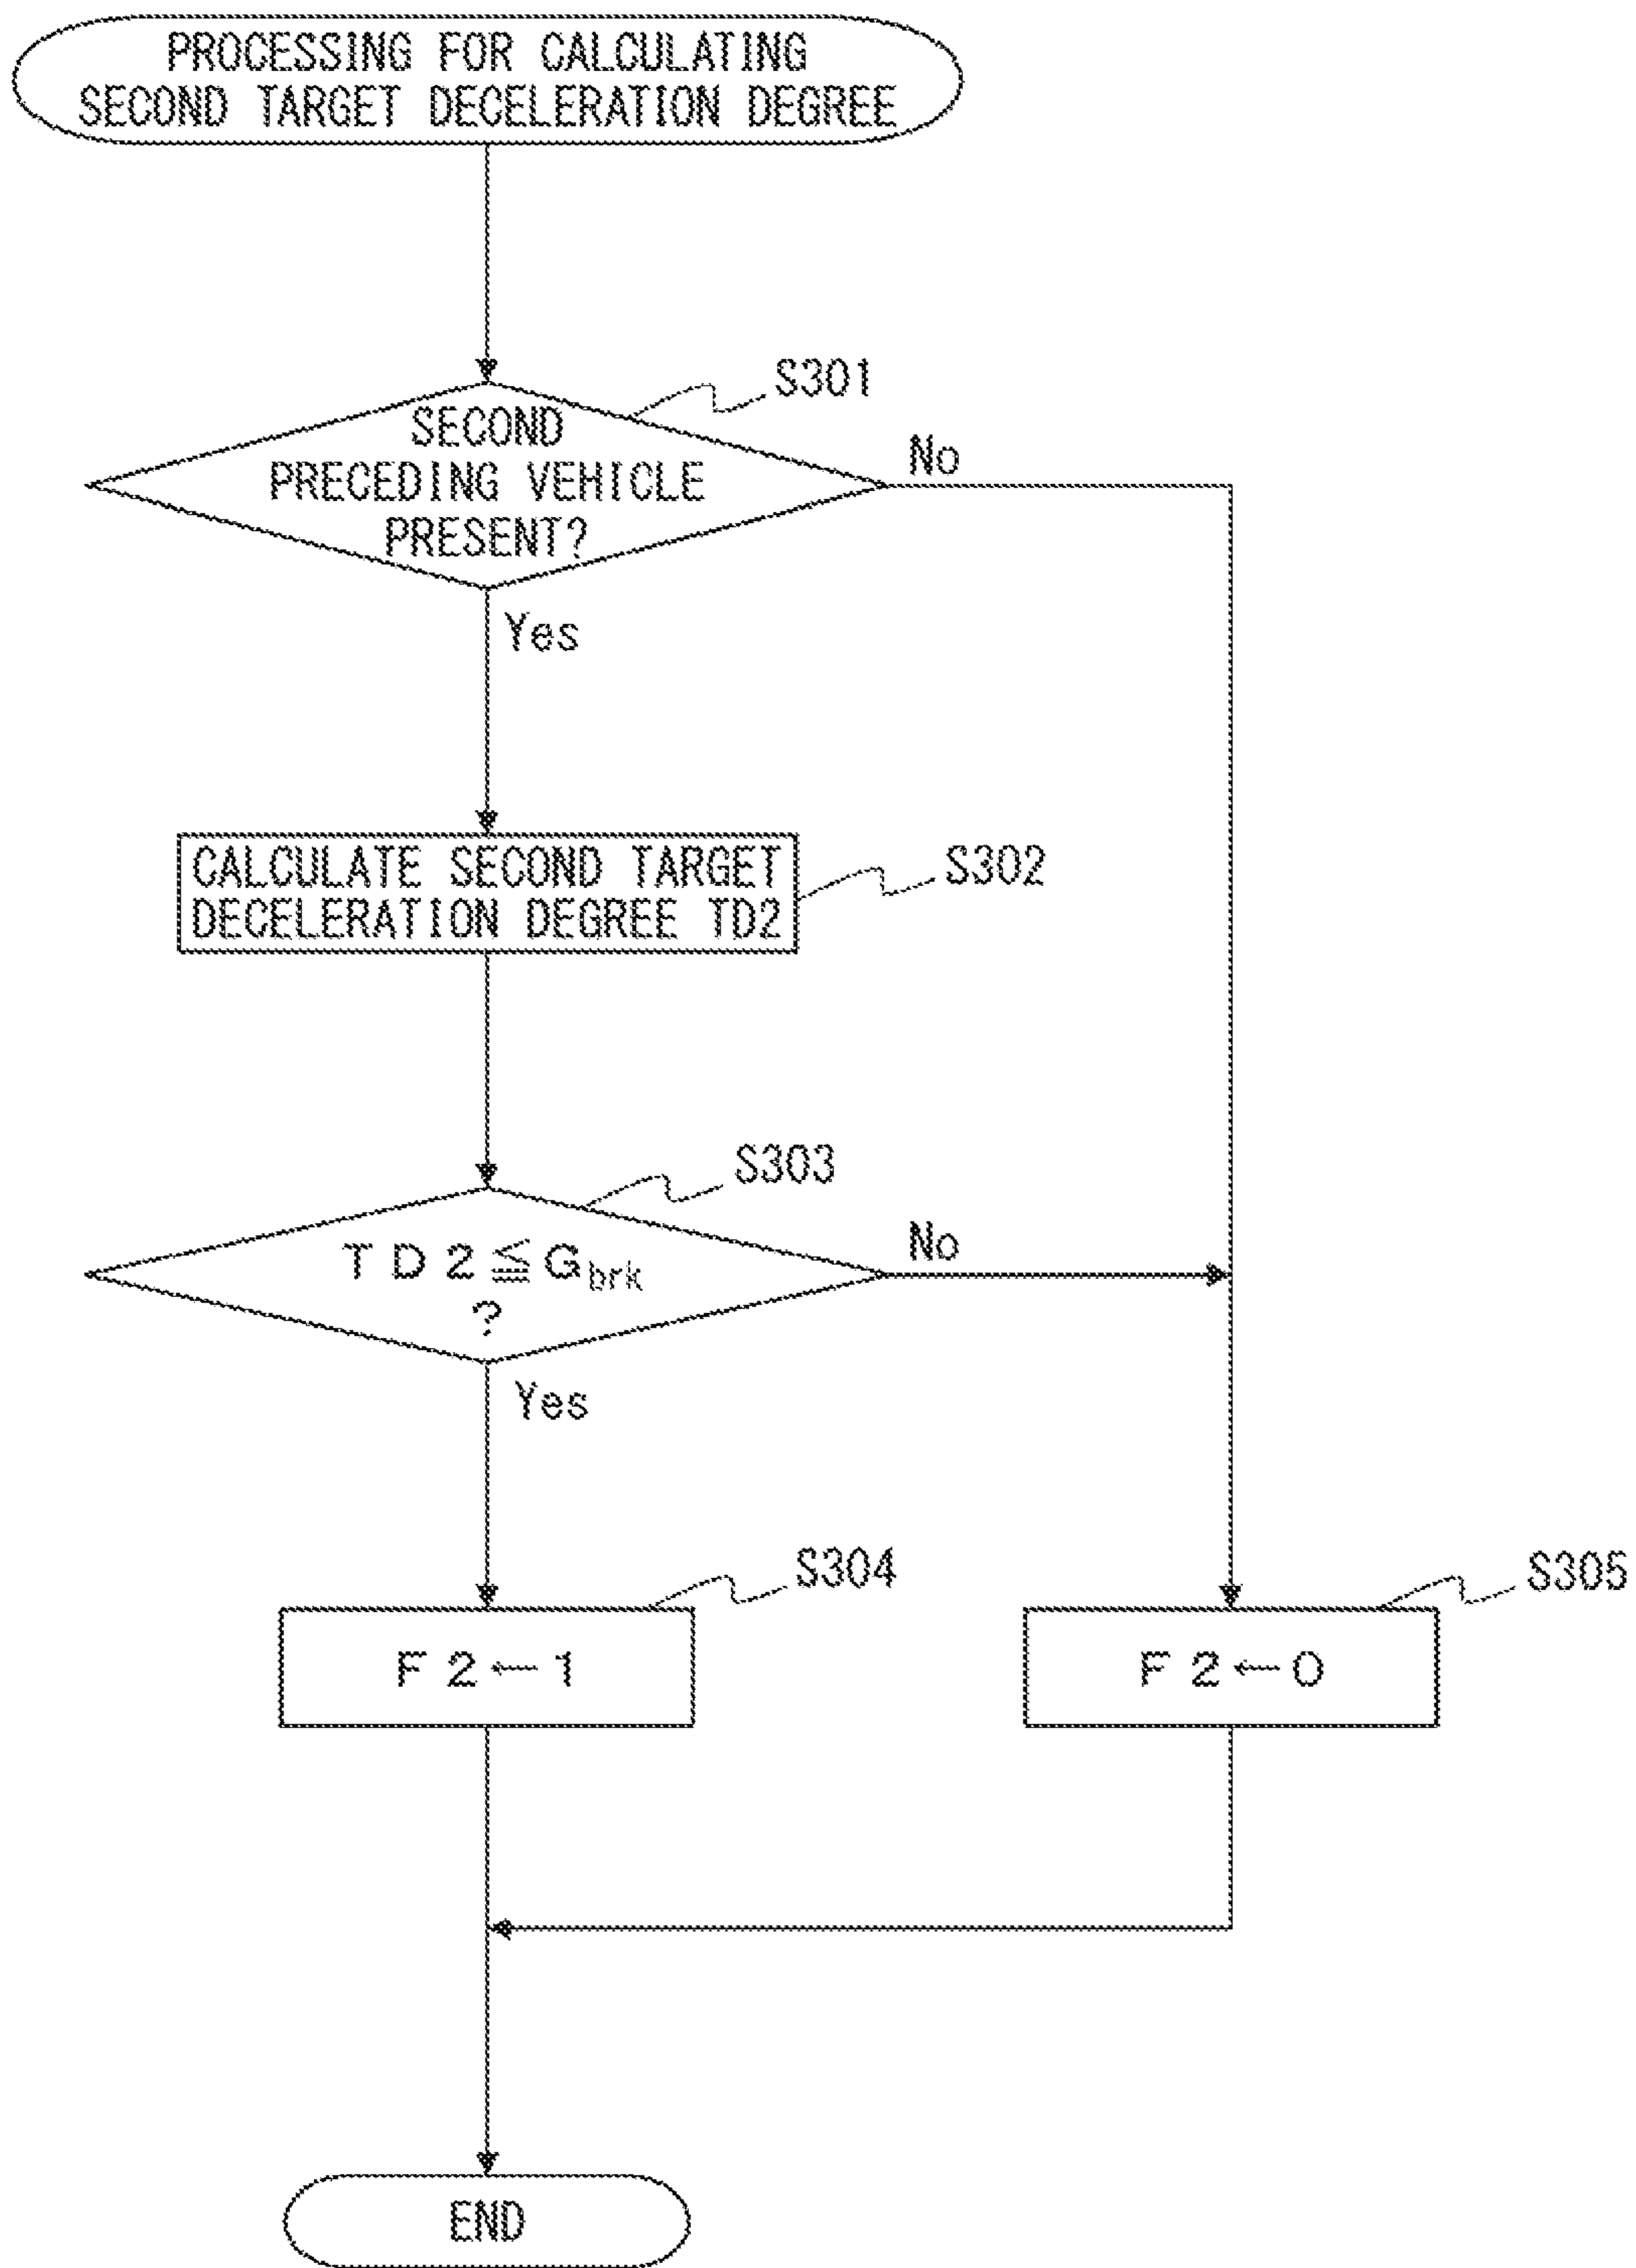 PROCESSING FOR CALCULATING
SECOND TARGET DECELERATION DEGREE
S301
SECOND
PRECEDING VEHICLE
PRESENT?
No
Yes
CALCULATE SECOND TARGET
DECELERATION DEGREE TD2
S302
S303
TD2≦Gbrk
?
No
Yes
S304
F2←1
S305
F2←0
END